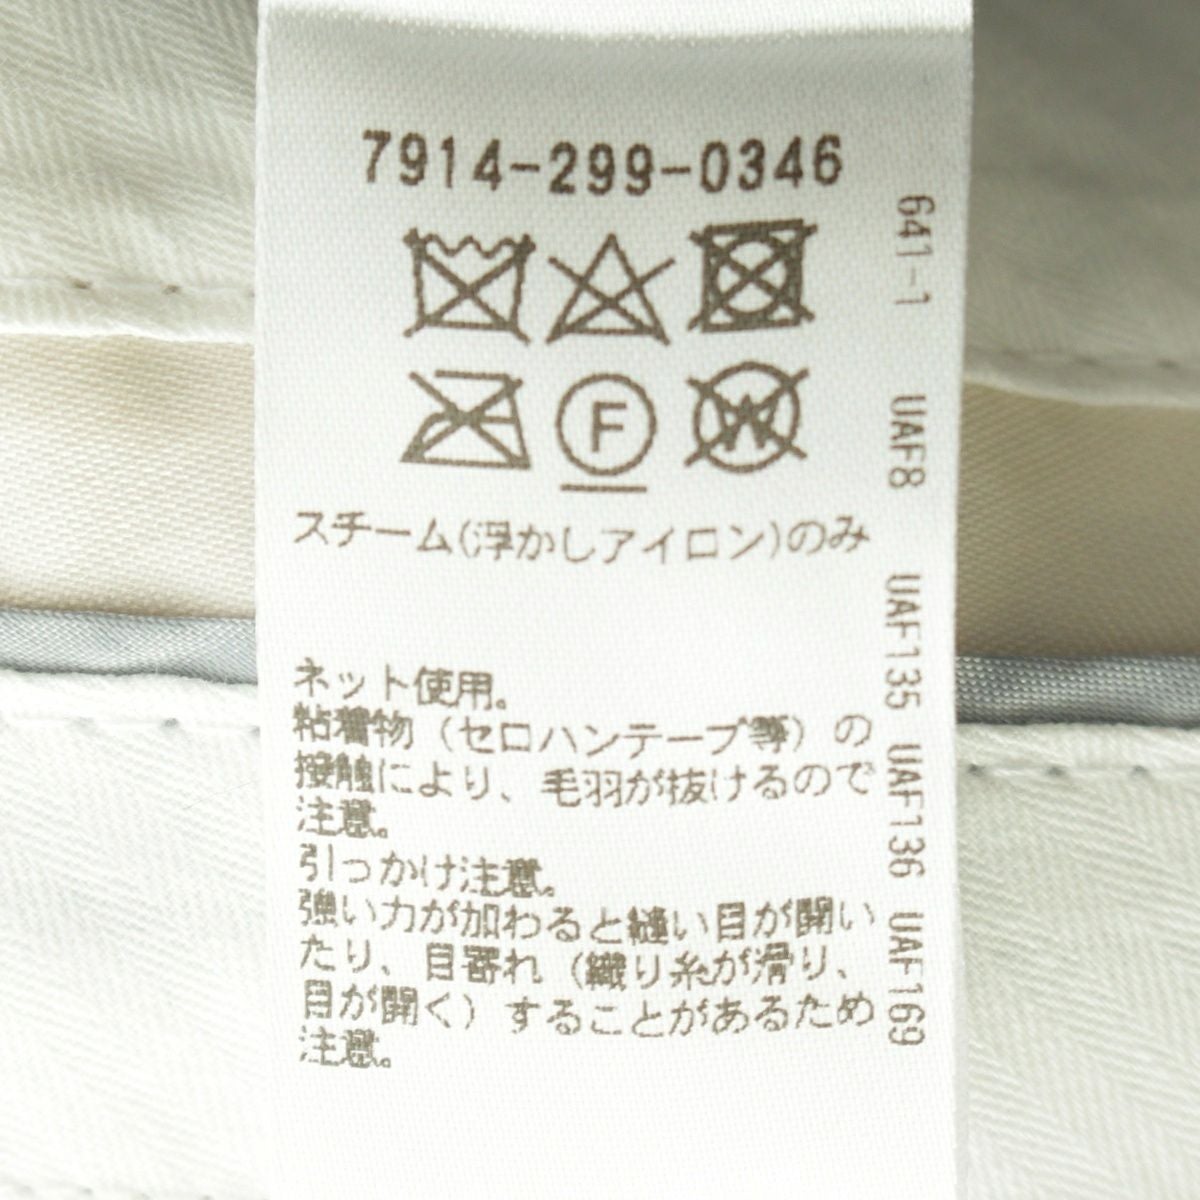 7914-299-0346
F
W
スチーム(浮かしアイロン)のみ
ネット使用。
粘着物（セロハンテープ等）の
接触により、毛羽が抜けるので
注意。
引っかけ注意。
強い力が加わると縫い目が開い
たり、目寄れ（織り糸が滑り、
目が開く）することがあるため
注意。
641-1 UAF8 UAF135 UAF136 UAF169